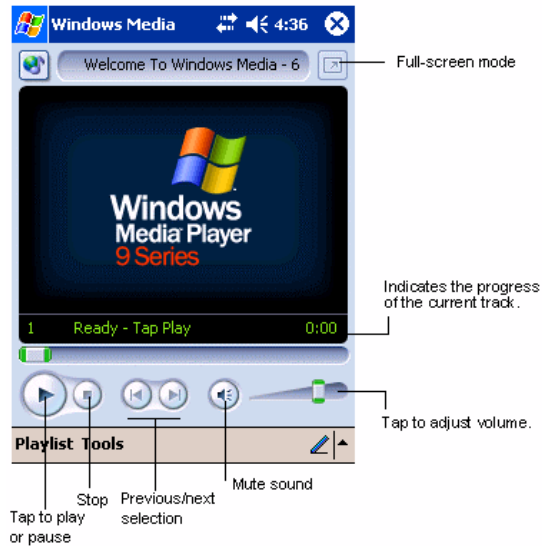 Windows Media 4:36
Welcome To Windows Media - 6
Full-screen mode
Windows
Media Player
9 Series
Indicates the progress
of the current track.
1 Ready - Tap Play 0:00
Tap to adjust volume.
Playlist Tools
Mute sound
Stop
Previous/next
selection
Tap to play
or pause